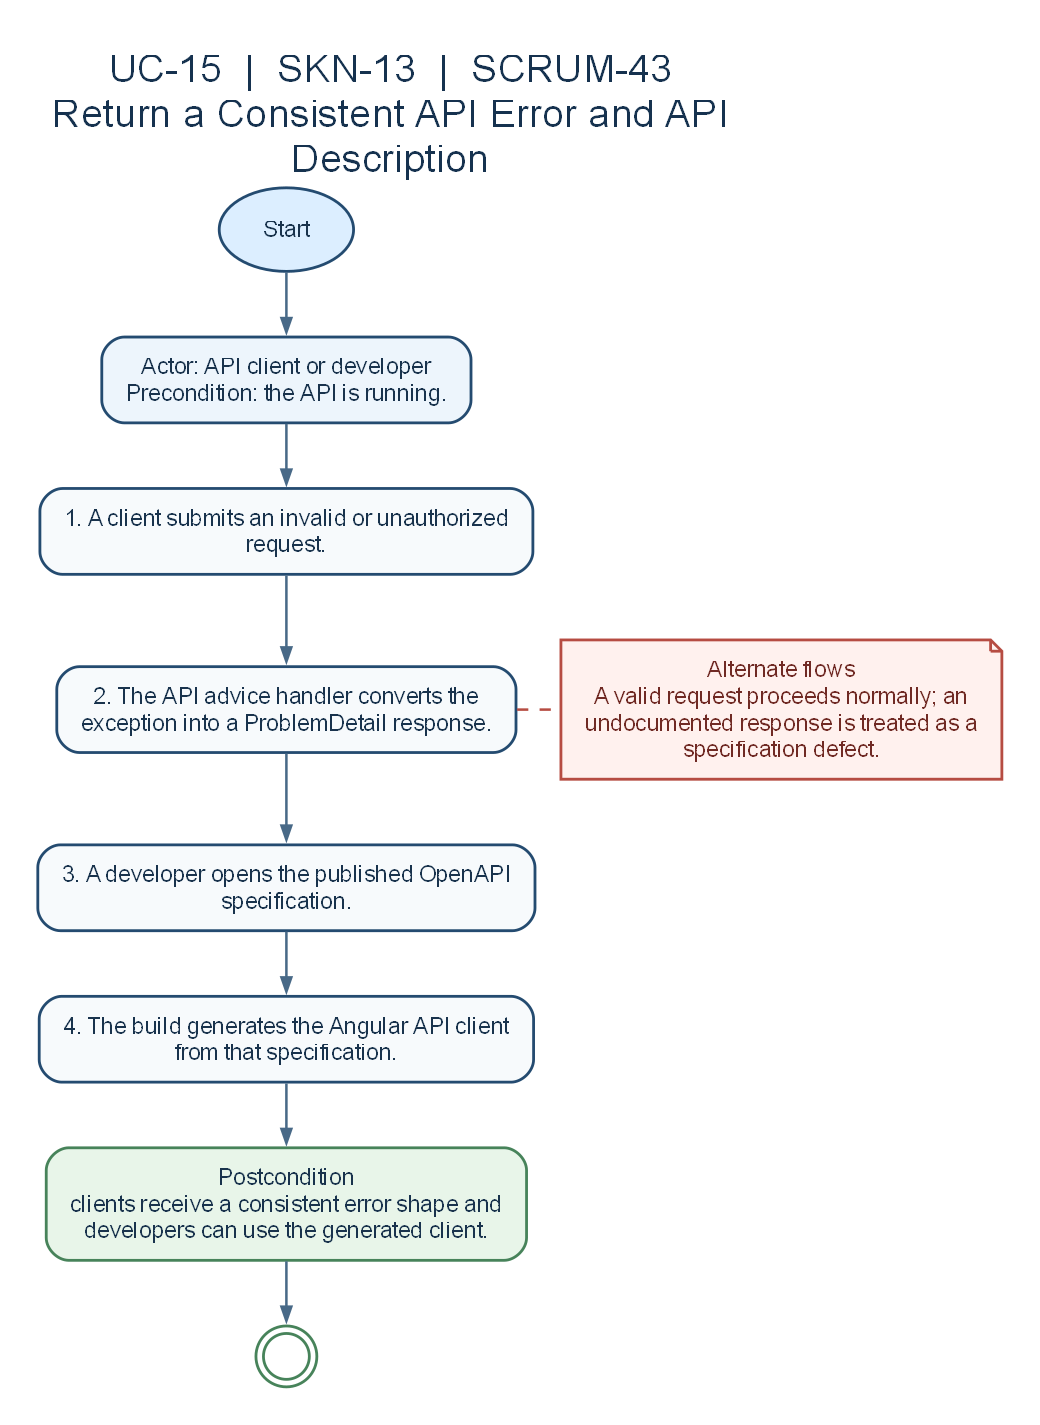 UC-15 | SKN-13 | SCRUM-43
Return a Consistent API Error and API
Description
Start
Actor: API client or developer
Precondition: the API is running.
1. A client submits an invalid or unauthorized
request.
2. The API advice handler converts the
exception into a ProblemDetail response.
Alternate flows
A valid request proceeds normally; an
undocumented response is treated as a
specification defect.
3. A developer opens the published OpenAPI
specification.
4. The build generates the Angular API client
from that specification.
Postcondition
clients receive a consistent error shape and
developers can use the generated client.